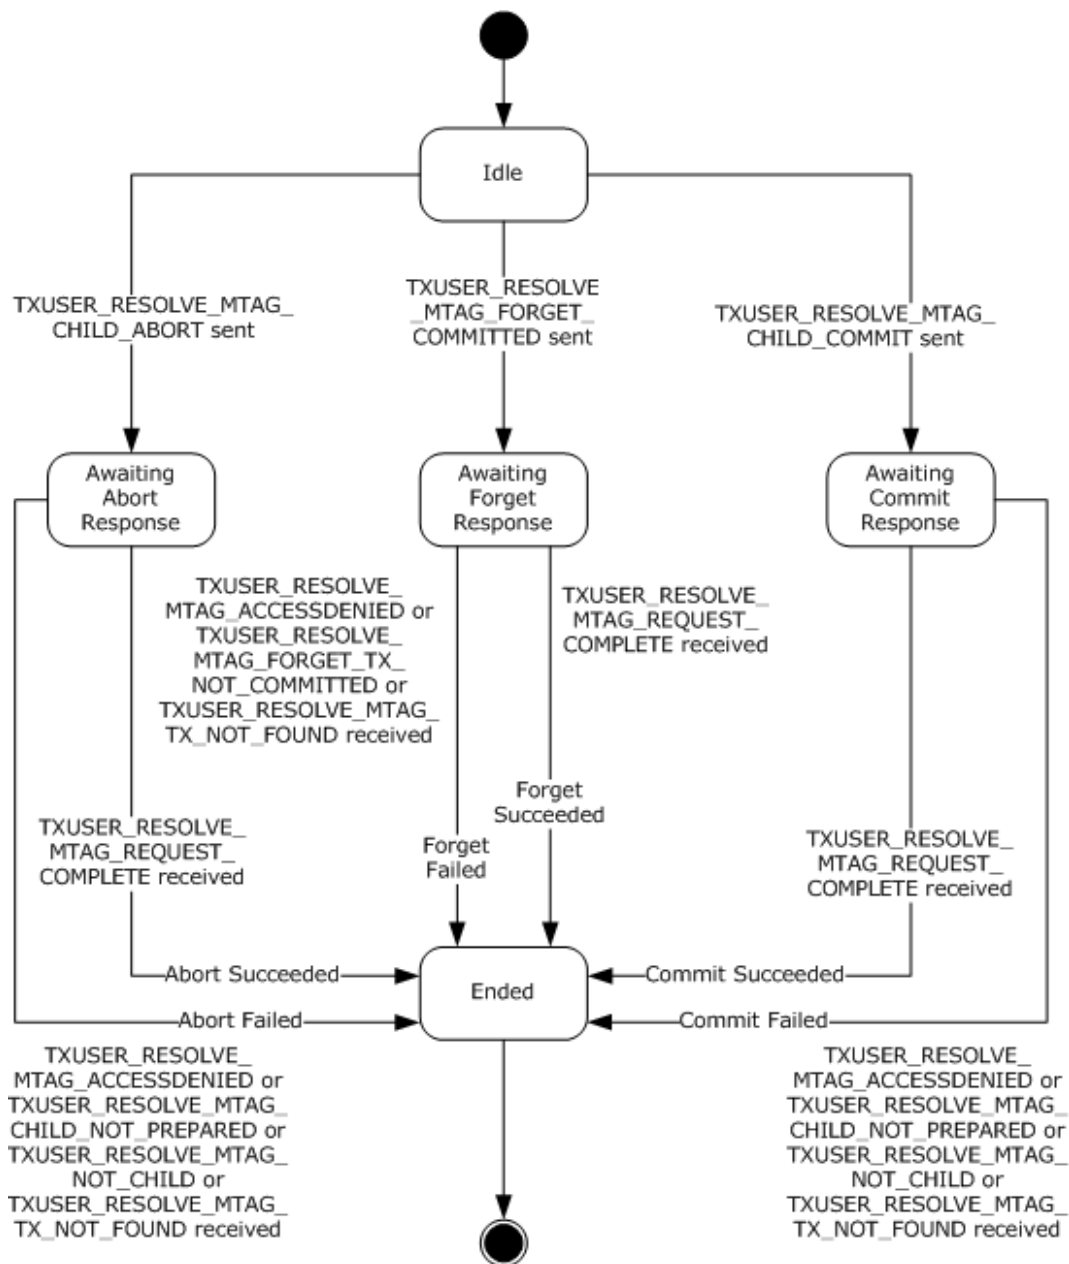 Idle
TXUSER_RESOLVE_MTAG_
CHILD_ABORT sent
TXUSER_RESOLVE
_MTAG_FORGET_
COMMITTED sent
TXUSER_RESOLVE_MTAG_
CHILD_COMMIT sent
Awaiting
Abort
Response
Awaiting
Forget
Response
Awaiting
Commit
Response
TXUSER_RESOLVE_
MTAG_ACCESSDENIED or
TXUSER_RESOLVE_
MTAG_FORGET_TX_
NOT_COMMITTED or
TXUSER_RESOLVE_MTAG_
TX_NOT_FOUND received
TXUSER_RESOLVE_
MTAG_REQUEST_
COMPLETE received
TXUSER_RESOLVE_
MTAG_REQUEST_
COMPLETE received
Forget
Failed
Forget
Succeeded
TXUSER_RESOLVE_
MTAG_REQUEST_
COMPLETE received
Abort Succeeded
Ended
Commit Succeeded
Abort Failed
Commit Failed
TXUSER_RESOLVE_
MTAG_ACCESSDENIED or
TXUSER_RESOLVE_MTAG_
CHILD_NOT_PREPARED or
TXUSER_RESOLVE_MTAG_
NOT_CHILD or
TXUSER_RESOLVE_MTAG_
TX_NOT_FOUND received
TXUSER_RESOLVE_
MTAG_ACCESSDENIED or
TXUSER_RESOLVE_MTAG_
CHILD_NOT_PREPARED or
TXUSER_RESOLVE_MTAG_
NOT_CHILD or
TXUSER_RESOLVE_MTAG_
TX_NOT_FOUND received